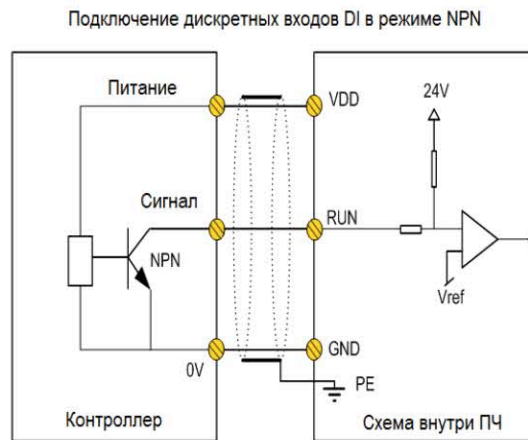 Подключение дискретных входов DI в режиме NPN
Питание
VDD
24V
Сигнал
RUN
NPN
Vref
0V
GND
PE
Контроллер
Схема внутри ПЧ